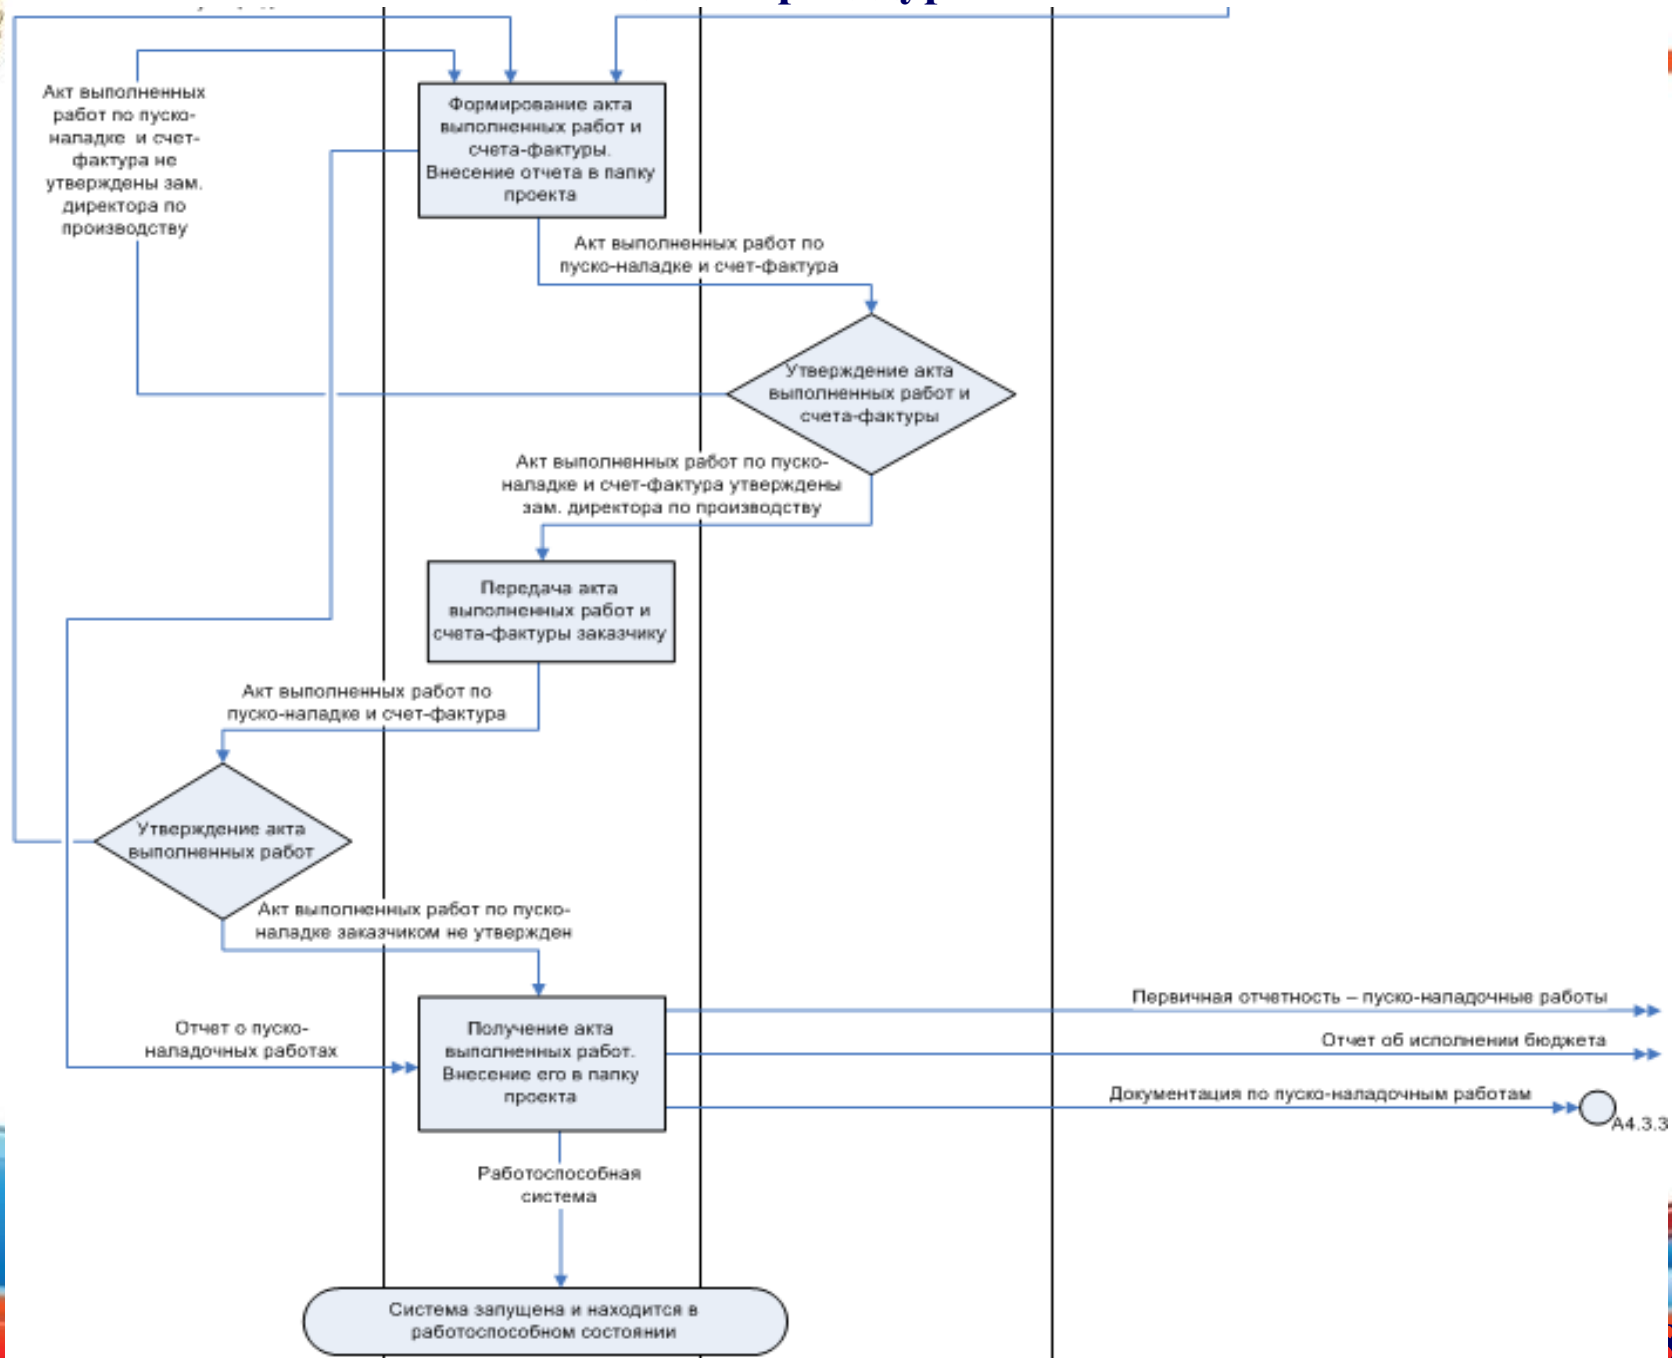 Акт выполненных
работ по пуско-
наладке и счет-
фактура не
утверждены зам.
директора по
производству
Формирование акта
выполненных работ и
счета-фактуры.
Внесение отчета в папку
проекта
Акт выполненных работ по
пуско-наладке и счет-фактура
Утверждение акта
выполненных работ и
счета-фактуры
Акт выполненных работ по пуско-
наладке и счет-фактура утверждены
зам. директора по производству
Передача акта
выполненных работ и
счета-фактуры заказчику
Акт выполненных работ по
пуско-наладке и счет-фактура
Утверждение акта
выполненных работ
Акт выполненных работ по пуско-
наладке заказчиком не утвержден
Отчет о пуско-
наладочных работах
Получение акта
выполненных работ.
Внесение его в папку
проекта
Первичная отчетность – пуско-наладочные работы
Отчет об исполнении бюджета
Документация по пуско-наладочным работам
А4.3.3
Работоспособная
система
Система запущена и находится в
работоспособном состоянии